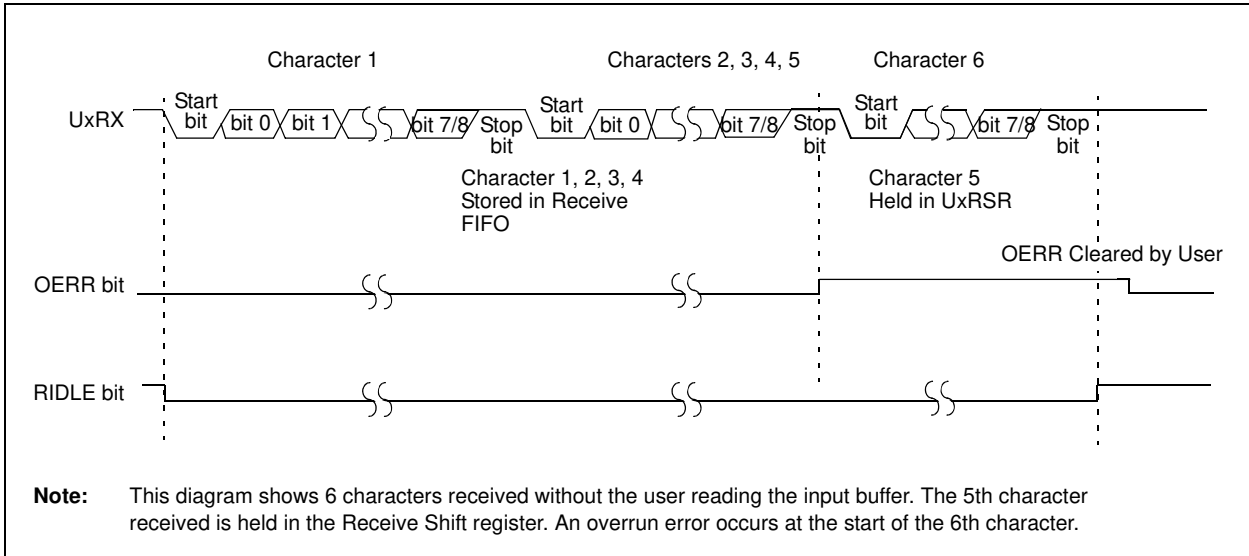 Character 1
Characters 2, 3, 4, 5
Character 6
UxRX
Start
bit
bit 0
bit 1
bit 7/8
Stop
bit
Start
bit
bit 0
bit 7/8
Stop
bit
Start
bit
bit 7/8
Stop
bit
Character 1, 2, 3, 4
Stored in Receive
FIFO
Character 5
Held in UxRSR
OERR Cleared by User
OERR bit
RIDLE bit
Note: This diagram shows 6 characters received without the user reading the input buffer. The 5th character
received is held in the Receive Shift register. An overrun error occurs at the start of the 6th character.